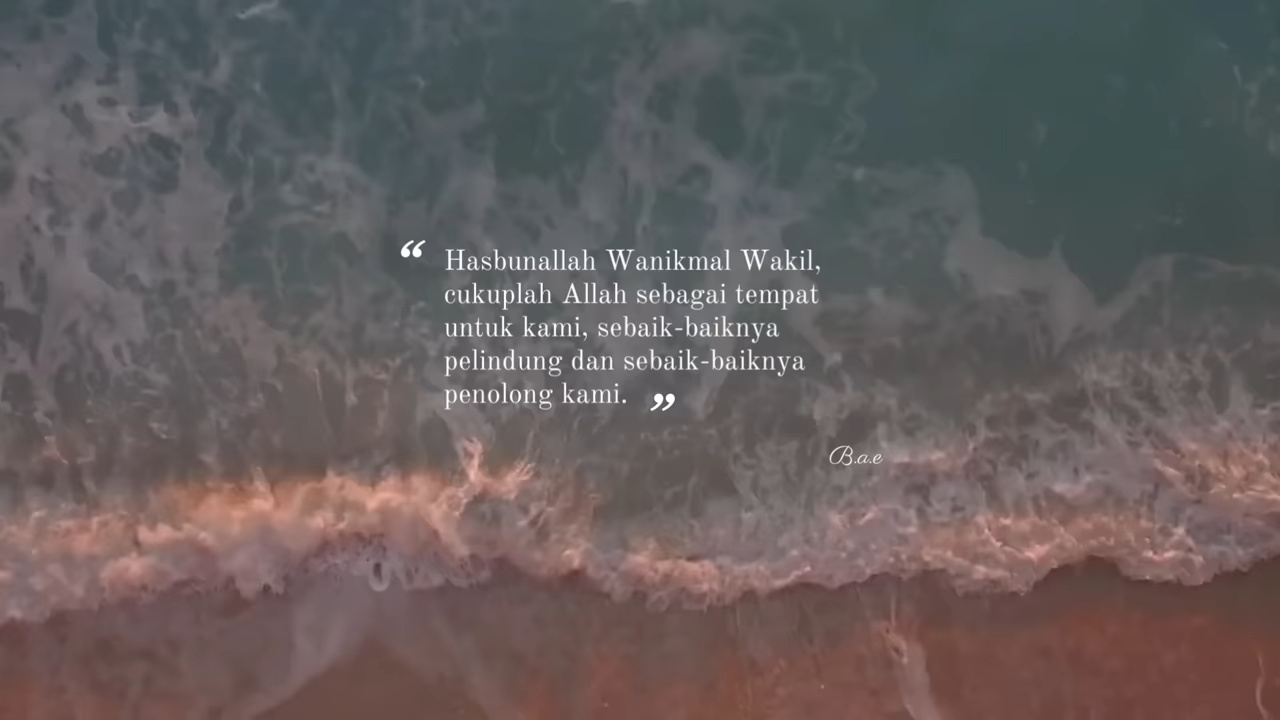 “ Hasbunallah Wanikmal Wakil,
cukuplah Allah sebagai tempat
untuk kami, sebaik-baiknya
pelindung dan sebaik-baiknya
penolong kami. ”
B.a.e